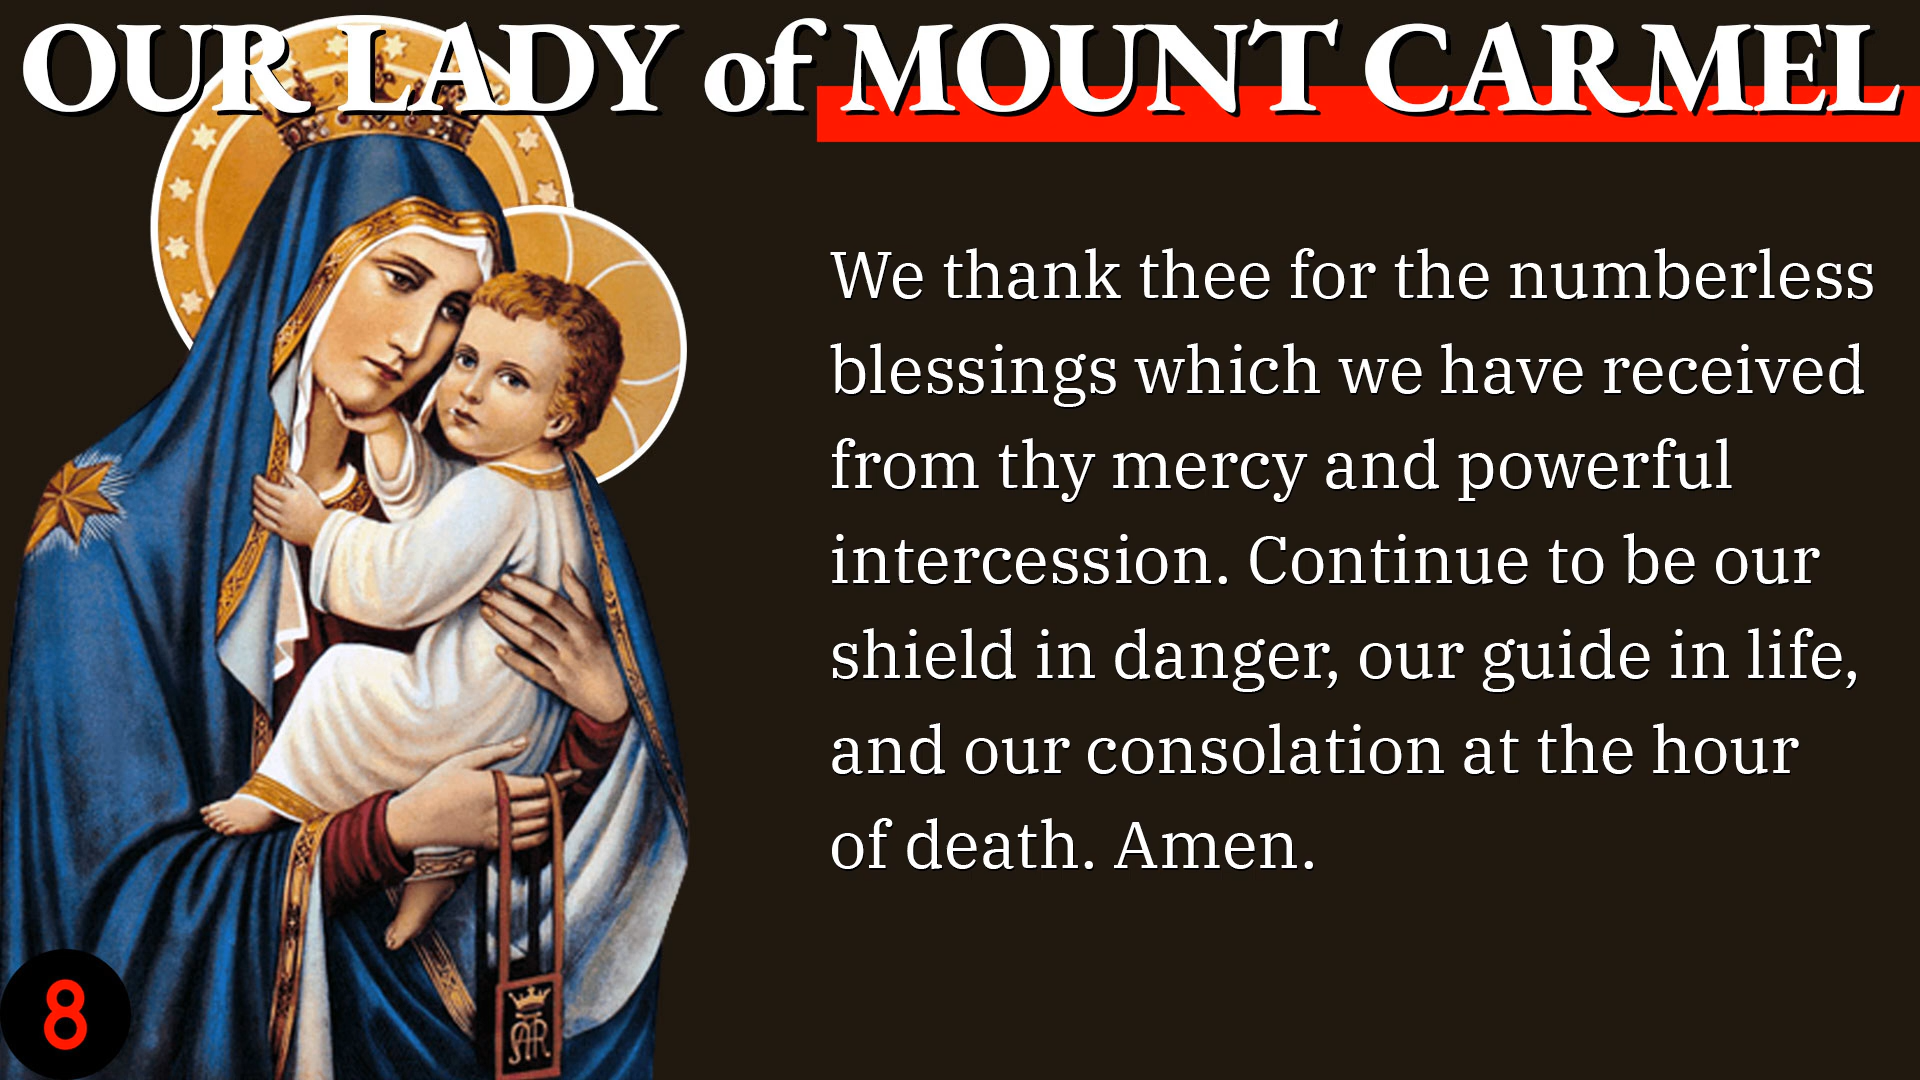 OUR LADY of MOUNT CARMEL
We thank thee for the numberless
blessings which we have received
from thy mercy and powerful
intercession. Continue to be our
shield in danger, our guide in life,
and our consolation at the hour
of death. Amen.
8